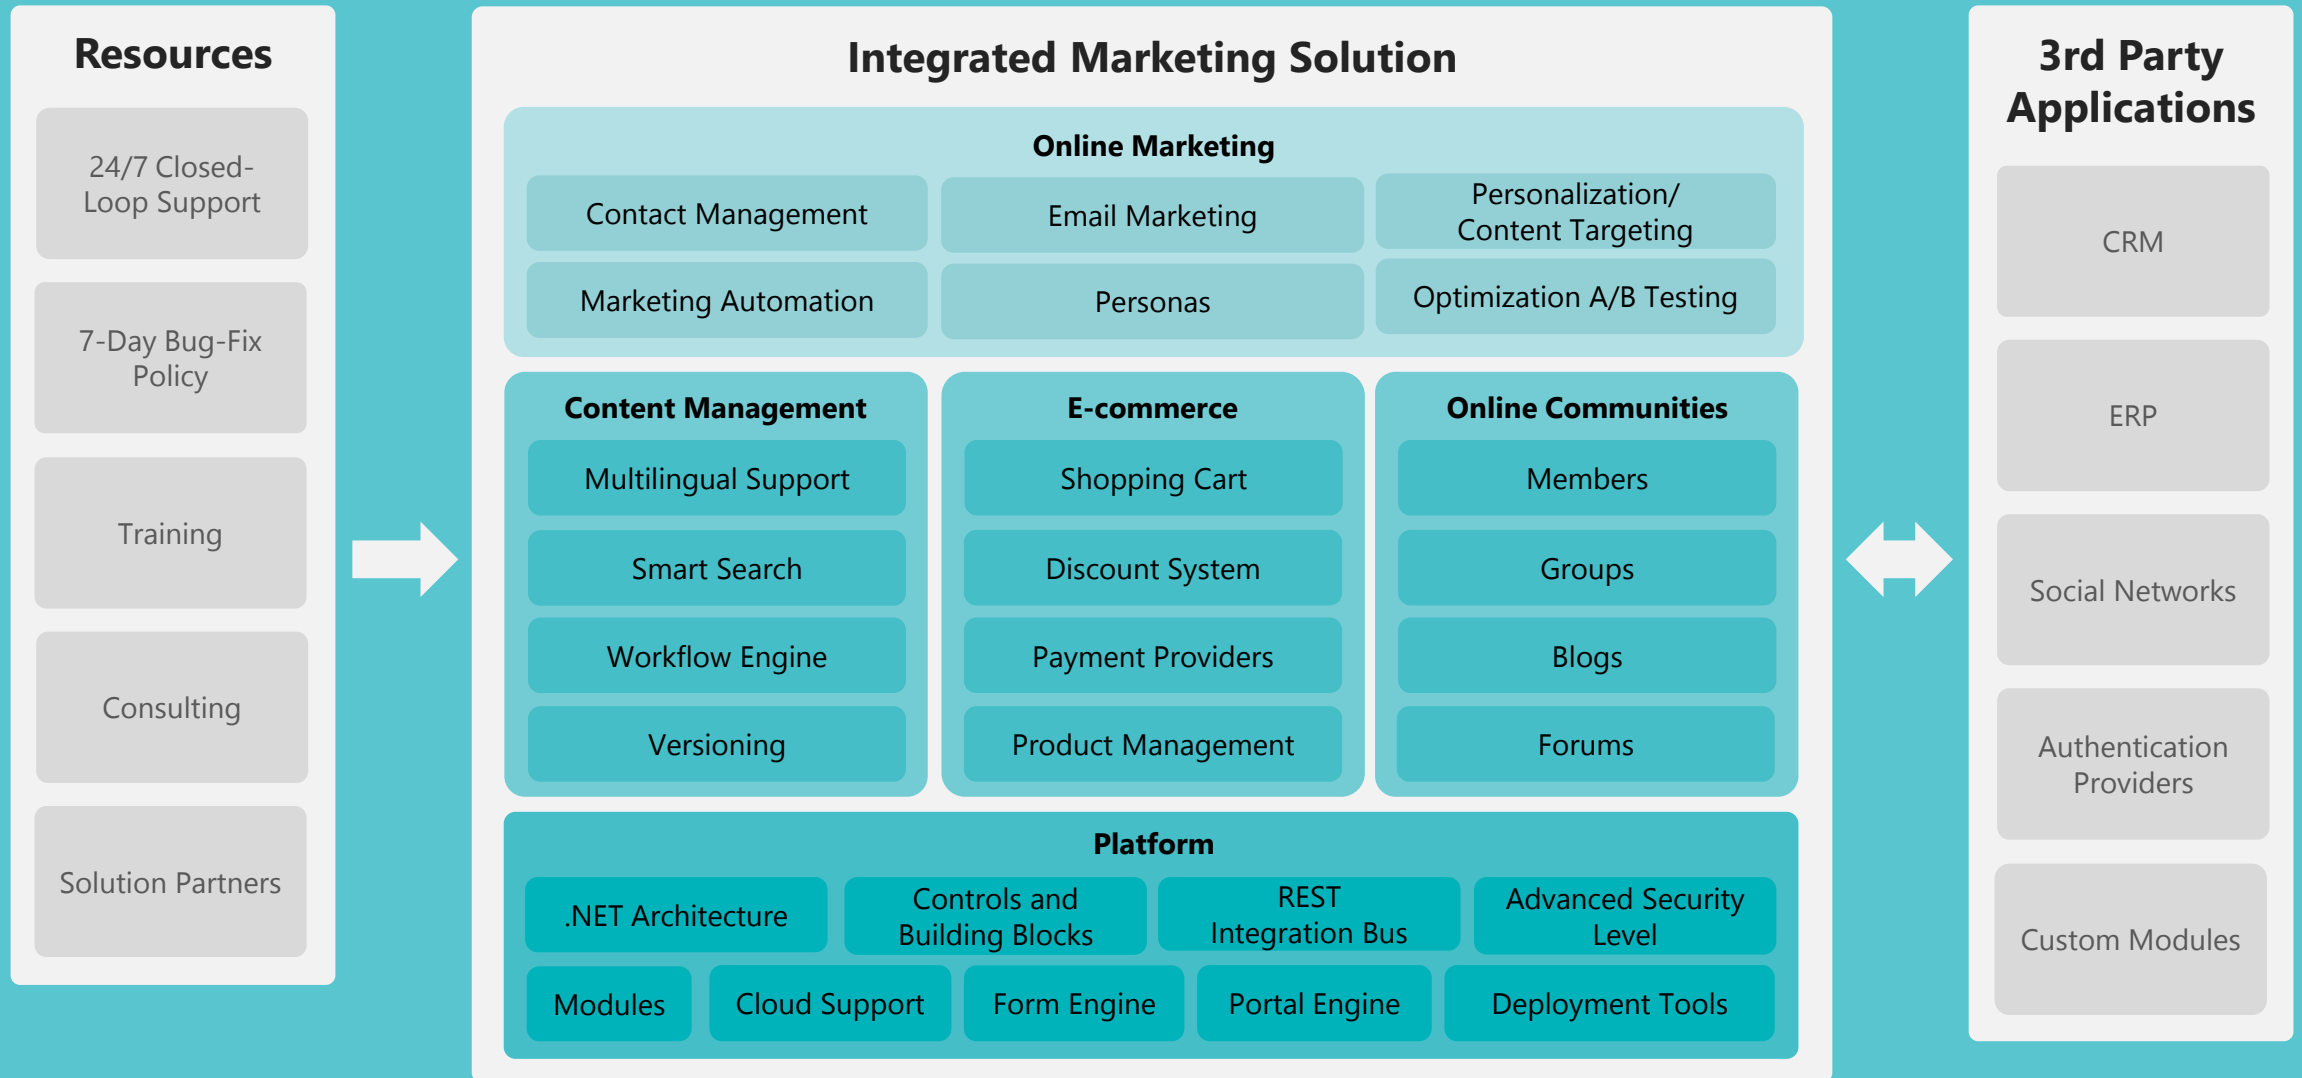 Resources
24/7 Closed-
Loop Support
7-Day Bug-Fix
Policy
Training
Consulting
Solution Partners
Integrated Marketing Solution
Online Marketing
Contact Management
Email Marketing
Personalization/
Content Targeting
Marketing Automation
Personas
Optimization A/B Testing
Content Management
Multilingual Support
Smart Search
Workflow Engine
Versioning
E-commerce
Shopping Cart
Discount System
Payment Providers
Product Management
Online Communities
Members
Groups
Blogs
Forums
Platform
.NET Architecture
Controls and
Building Blocks
REST
Integration Bus
Advanced Security
Level
Modules
Cloud Support
Form Engine
Portal Engine
Deployment Tools
3rd Party
Applications
CRM
ERP
Social Networks
Authentication
Providers
Custom Modules